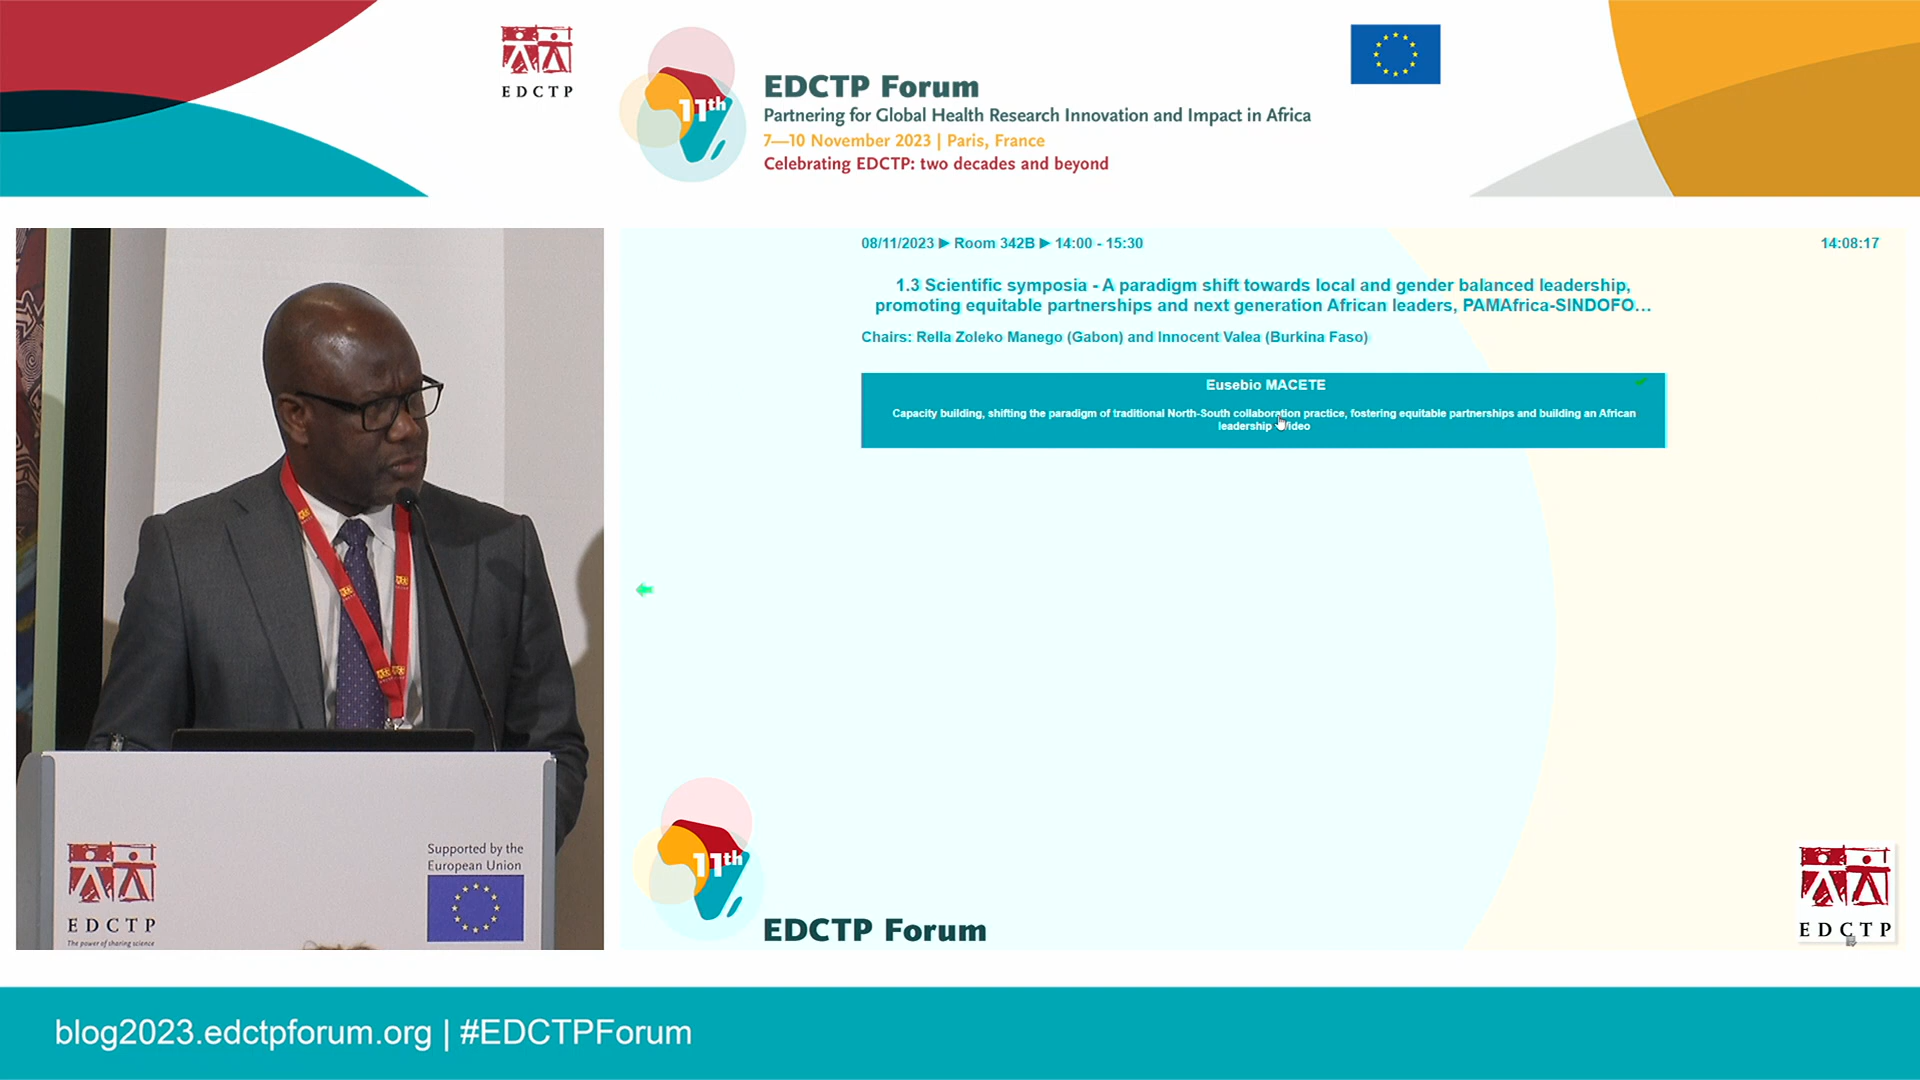 EDCTP
11th
EDCTP Forum
Partnering for Global Health Research Innovation and Impact in Africa
7—10 November 2023 | Paris, France
Celebrating EDCTP: two decades and beyond
08/11/2023 ▶ Room 342B ▶ 14:00 - 15:30
14:08:17
1.3 Scientific symposia - A paradigm shift towards local and gender balanced leadership,
promoting equitable partnerships and next generation African leaders, PAMAfrica-SINDOFO...
Chairs: Rella Zoleko Manego (Gabon) and Innocent Valea (Burkina Faso)
Eusebio MACETE
Capacity building, shifting the paradigm of traditional North-South collaboration practice, fostering equitable partnerships and building an African
leadership
Supported by the
European Union
EDCTP
The power of sharing science
11th
EDCTP Forum
EDCTP
blog2023.edctpforum.org | #EDCTPForum